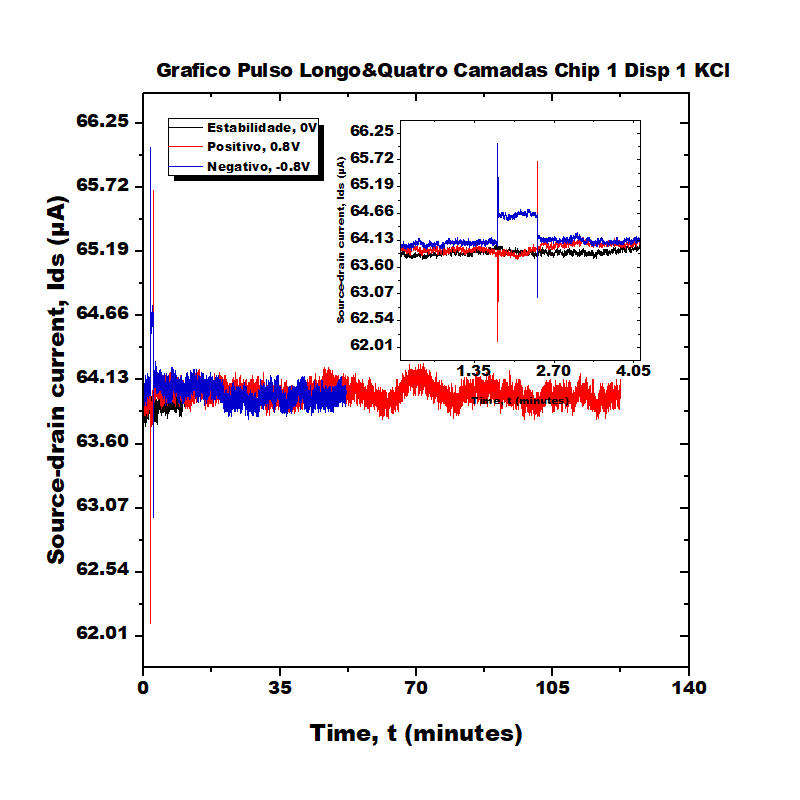 Grafico Pulso Longo&Quatro Camadas Chip 1 Disp 1 KCl
Estabilidade, 0V
Positivo, 0.8V
Negativo, -0.8V
66.25
65.72
65.19
64.66
64.13
63.60
63.07
62.54
62.01
Source-drain current, Ids (µA)
0 35 70 105 140
Time, t (minutes)
66.25
65.72
65.19
64.66
64.13
63.60
63.07
62.54
62.01
Source-drain current, Ids (µA)
1.35 2.70 4.05
Time, t (minutes)